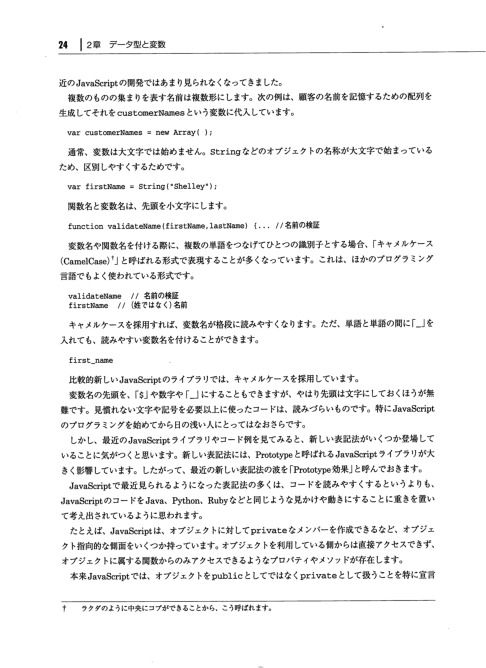 24 | 2章 データ型と変数
近のJavaScriptの開発ではあまり見られなくなってきました。
複数のものの集まりを表す名前は複数形にします。次の例は、顧客の名前を記憶するための配列を
生成してそれをcustomerNamesという変数に代入しています。
var customerNames = new Array( );
通常、変数は大文字では始めません。Stringなどのオブジェクトの名称が大文字で始まっている
ため、区別しやすくするためです。
var firstName = String("Shelley");
関数名と変数名は、先頭を小文字にします。
function validateName(firstName,lastName) {... //名前の検証
変数名や関数名を付ける際に、複数の単語をつなげてひとつの識別子とする場合、「キャメルケース
(CamelCase)†」と呼ばれる形式で表現することが多くなっています。これは、ほかのプログラミング
言語でもよく使われている形式です。
validateName // 名前の検証
firstName // (姓ではなく)名前
キャメルケースを採用すれば、変数名が格段に読みやすくなります。ただ、単語と単語の間に「_」を
入れても、読みやすい変数名を付けることができます。
first_name
比較的新しいJavaScriptのライブラリでは、キャメルケースを採用しています。
変数名の先頭を、「$」や数字や「_」にすることもできますが、やはり先頭は文字にしておくほうが無
難です。見慣れない文字や記号を必要以上に使ったコードは、読みづらいものです。特にJavaScript
のプログラミングを始めてから日の浅い人にとってはなおさらです。
しかし、最近のJavaScriptライブラリやコード例を見てみると、新しい表記法がいくつか登場して
いることに気がつくと思います。新しい表記法には、Prototypeと呼ばれるJavaScriptライブラリが大
きく影響しています。したがって、最近の新しい表記法の波を「Prototype効果」と呼んでおきます。
JavaScriptで最近見られるようになった表記法の多くは、コードを読みやすくするというよりも、
JavaScriptのコードをJava、Python、Rubyなどと同じような見かけや動きにすることに重きを置い
て考え出されているように思われます。
たとえば、JavaScriptは、オブジェクトに対してprivateなメンバーを作成できるなど、オブジェ
クト指向的な側面をいくつか持っています。オブジェクトを利用している側からは直接アクセスできず、
オブジェクトに属する関数からのみアクセスできるようなプロパティやメソッドが存在します。
本来JavaScriptでは、オブジェクトをpublicとしてではなくprivateとして扱うことを特に宣言
† ラクダのように中央にコブができることから、こう呼ばれます。